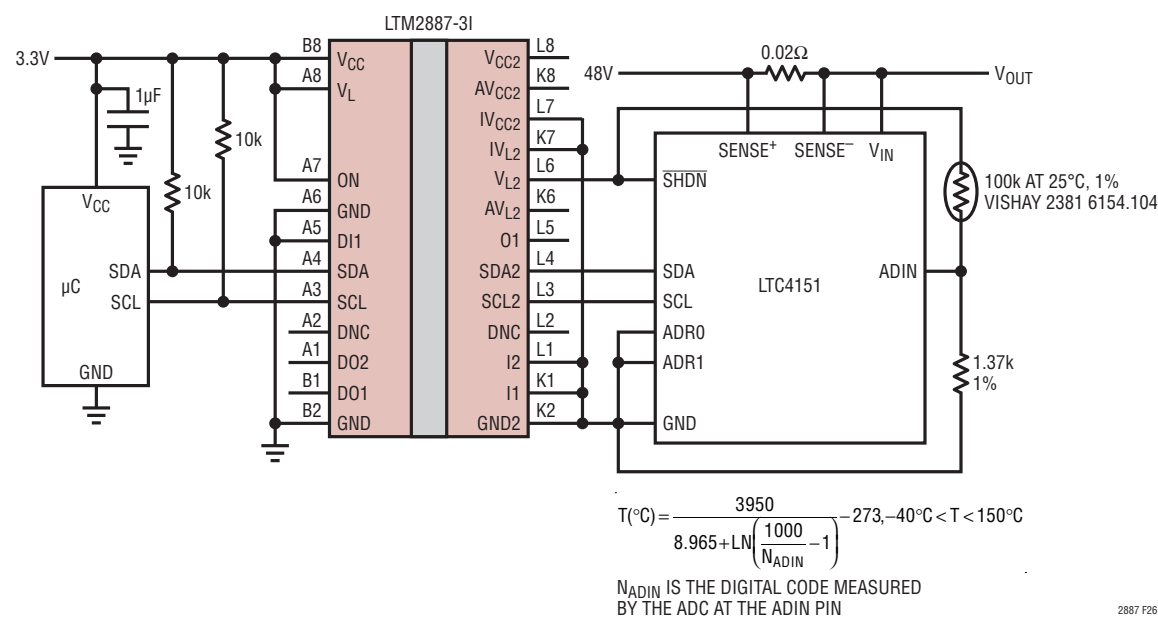 LTM2887-3I
3.3V
1µF
10k
10k
VCC
µC
SDA
SCL
GND
B8
A8
A7
A6
A5
A4
A3
A2
A1
B1
B2
VCC
VL
ON
GND
DI1
SDA
SCL
DNC
DO2
DO1
GND
VCC2
AVCC2
IVCC2
IVL2
VL2
AVL2
O1
SDA2
SCL2
DNC
I2
I1
GND2
L8
K8
L7
K7
L6
K6
L5
L4
L3
L2
L1
K1
K2
48V
0.02Ω
VOUT
SENSE+ SENSE– VIN
SHDN
SDA
SCL
ADR0
ADR1
GND
LTC4151
ADIN
100k AT 25°C, 1%
VISHAY 2381 6154.104
1.37k
1%
T(°C) = 3950 / (8.965+LN(1000/NADIN – 1)) – 273, –40°C < T < 150°C
NADIN IS THE DIGITAL CODE MEASURED
BY THE ADC AT THE ADIN PIN
2887 F26